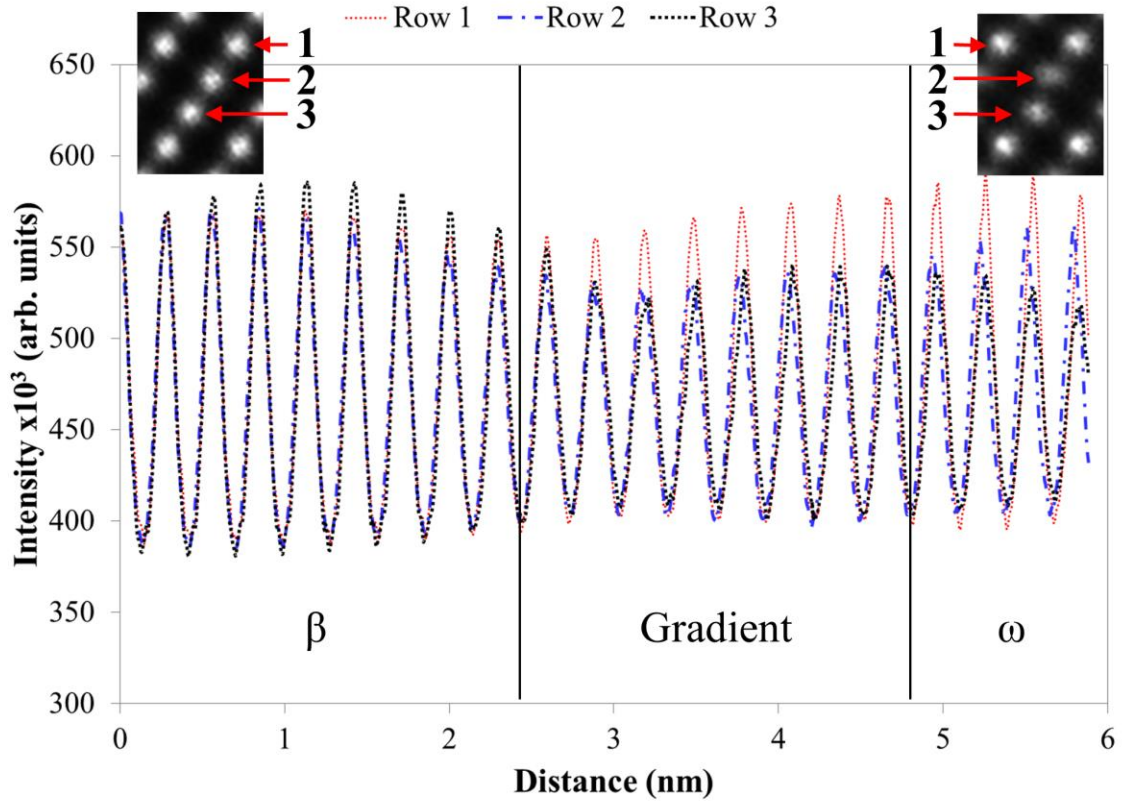 Row 1 Row 2 Row 3
1
2
3
1
2
3
650
600
550
500
450
400
350
300
Intensity x10³ (arb. units)
β Gradient ω
0 1 2 3 4 5 6
Distance (nm)